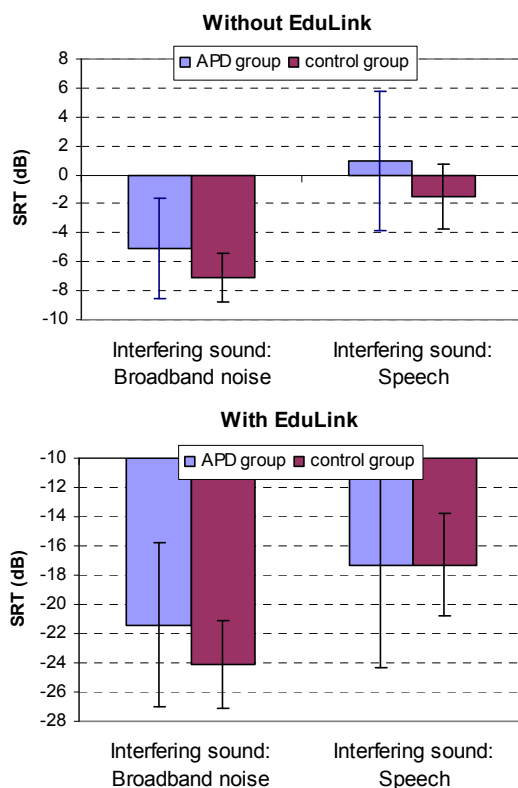 Without EduLink
APD group control group
SRT (dB)
8
6
4
2
0
-2
-4
-6
-8
-10
Interfering sound: Interfering sound:
Broadband noise Speech
With EduLink
APD group control group
SRT (dB)
-10
-12
-14
-16
-18
-20
-22
-24
-26
-28
Interfering sound: Interfering sound:
Broadband noise Speech